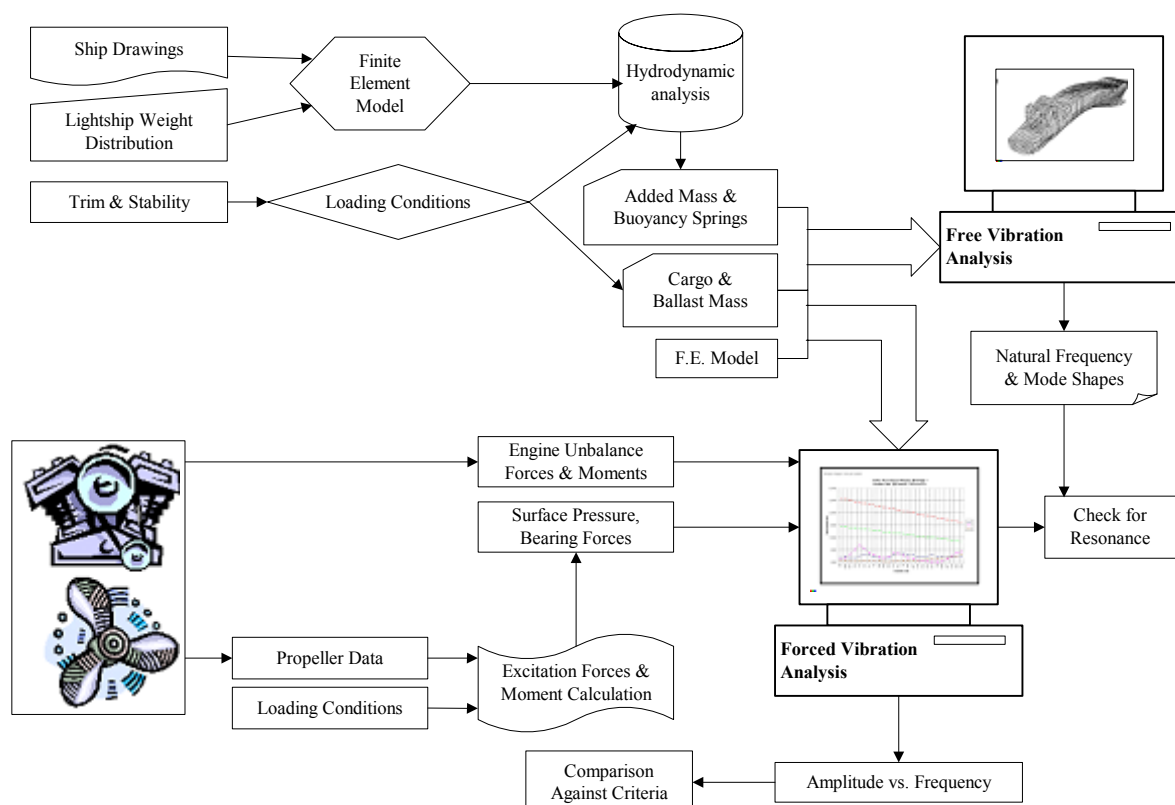 Ship Drawings
Finite
Element
Model
Hydrodynamic
analysis
Lightship Weight
Distribution
Trim & Stability
Loading Conditions
Added Mass &
Buoyancy Springs
Free Vibration
Analysis
Cargo &
Ballast Mass
F.E. Model
Natural Frequency
& Mode Shapes
Engine Unbalance
Forces & Moments
Surface Pressure,
Bearing Forces
Check for
Resonance
Propeller Data
Excitation Forces &
Moment Calculation
Loading Conditions
Forced Vibration
Analysis
Comparison
Against Criteria
Amplitude vs. Frequency